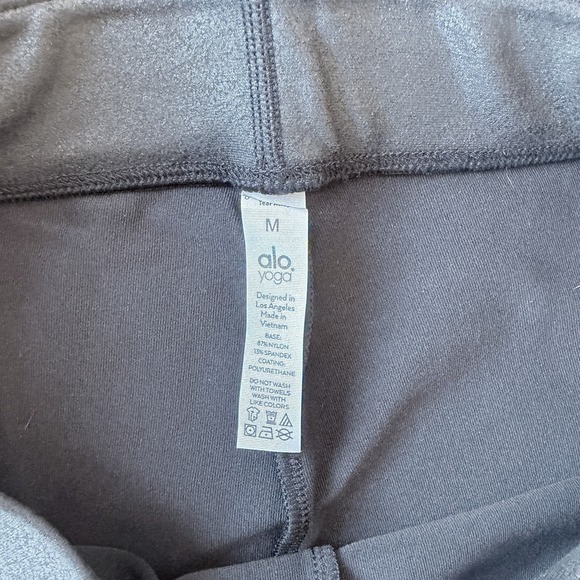 M
alo.
yoga
Designed in
Los Angeles
Made in
Vietnam
BASE:
87% NYLON
13% SPANDEX
COATING:
POLYURETHANE
DO NOT WASH
WITH TOWELS
WASH WITH
LIKE COLORS